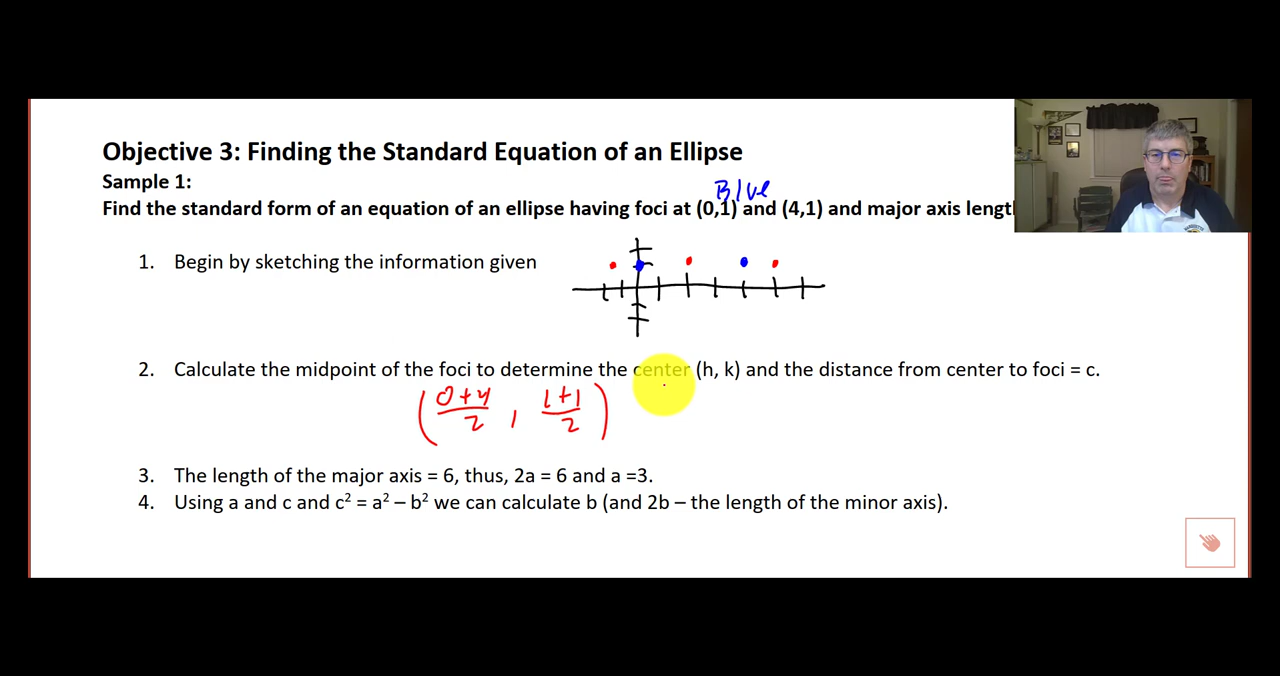 Objective 3: Finding the Standard Equation of an Ellipse
Sample 1:
Blue
Find the standard form of an equation of an ellipse having foci at (0,1) and (4,1) and major axis
1. Begin by sketching the information given
2. Calculate the midpoint of the foci to determine the center (h, k) and the distance from center to foci = c.
(0+4/2, 1+1/2)
3. The length of the major axis = 6, thus, 2a = 6 and a =3.
4. Using a and c and c² = a² – b² we can calculate b (and 2b – the length of the minor axis).